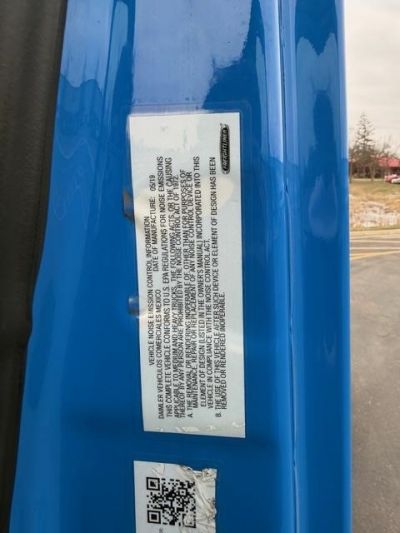 VEHICLE NOISE EMISSION CONTROL INFORMATION
DAIMLER VEHICULOS COMERCIALES MEXICO DATE OF MANUFACTURE: 05/19
THIS COMPLETE VEHICLE CONFORMS TO U.S. EPA REGULATIONS FOR NOISE EMISSIONS
APPLICABLE TO MEDIUM AND HEAVY TRUCKS. THE FOLLOWING ACTS OR THE CAUSING
THEREOF BY ANY PERSON ARE PROHIBITED BY THE NOISE CONTROL ACT OF 1972.
A. THE REMOVAL OR RENDERING INOPERABLE, OF OTHER THAN FOR PURPOSES OF
MAINTENANCE, REPAIR OR REPLACEMENT OF ANY NOISE CONTROL DEVICE OR
ELEMENT OF DESIGN (LISTED IN THE OWNER'S MANUAL) INCORPORATED INTO THIS
VEHICLE IN COMPLIANCE WITH THE NOISE CONTROL ACT.
B. THE USE OF THIS VEHICLE AFTER SUCH DEVICE OR ELEMENT OF DESIGN HAS BEEN
REMOVED OR RENDERED INOPERABLE.
FREIGHTLINER